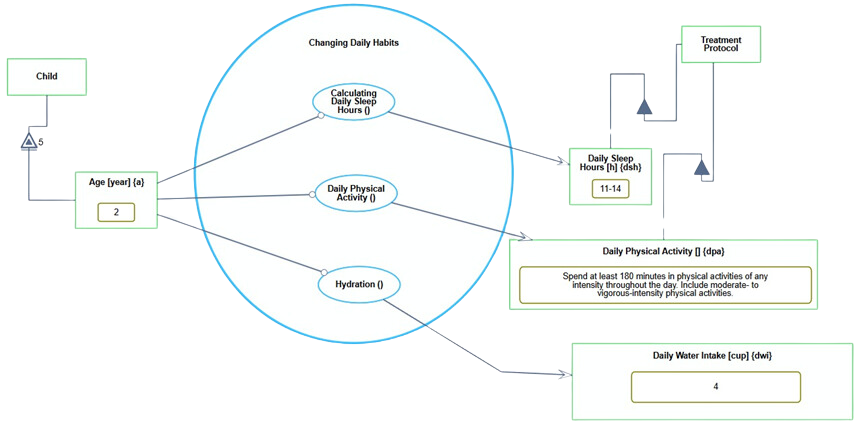 Changing Daily Habits
Treatment
Protocol
Child
Calculating
Daily Sleep
Hours ()
5
Daily Sleep
Hours [h] {dsh}
11-14
Age [year] {a}
2
Daily Physical
Activity ()
Daily Physical Activity [] {dpa}
Spend at least 180 minutes in physical activities of any
intensity throughout the day. Include moderate- to
vigorous-intensity physical activities.
Hydration ()
Daily Water Intake [cup] {dwi}
4